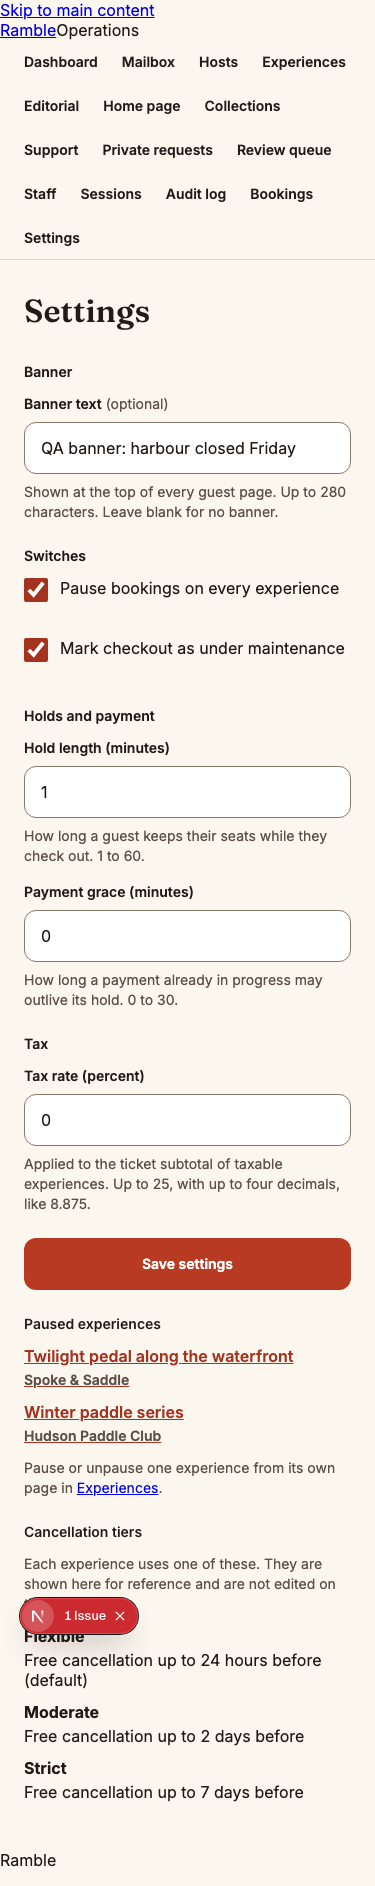 Skip to main content
RambleOperations
Dashboard Mailbox Hosts Experiences
Editorial Home page Collections
Support Private requests Review queue
Staff Sessions Audit log Bookings
Settings
Settings
Banner
Banner text (optional)
QA banner: harbour closed Friday
Shown at the top of every guest page. Up to 280
characters. Leave blank for no banner.
Switches
Pause bookings on every experience
Mark checkout as under maintenance
Holds and payment
Hold length (minutes)
1
How long a guest keeps their seats while they
check out. 1 to 60.
Payment grace (minutes)
0
How long a payment already in progress may
outlive its hold. 0 to 30.
Tax
Tax rate (percent)
0
Applied to the ticket subtotal of taxable
experiences. Up to 25, with up to four decimals,
like 8.875.
Save settings
Paused experiences
Twilight pedal along the waterfront
Spoke & Saddle
Winter paddle series
Hudson Paddle Club
Pause or unpause one experience from its own
page in Experiences.
Cancellation tiers
Each experience uses one of these. They are
shown here for reference and are not edited on
N 1 Issue
Flexible
Free cancellation up to 24 hours before
(default)
Moderate
Free cancellation up to 2 days before
Strict
Free cancellation up to 7 days before
Ramble